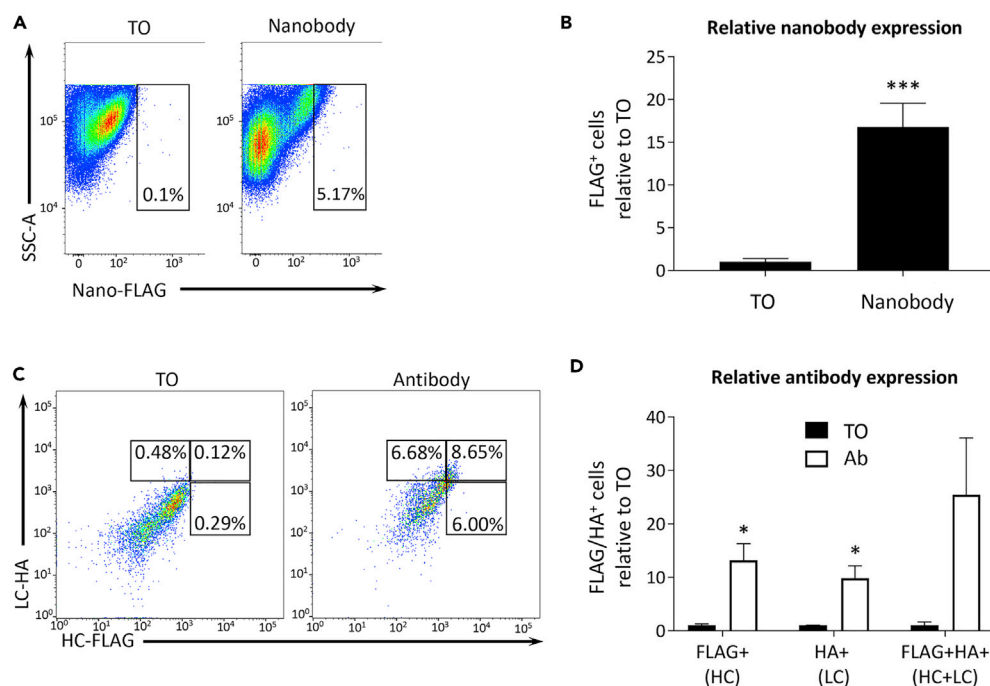 A
TO
Nanobody
SSC-A
10⁵
10⁴
0.1%
5.17%
0 10² 10³
0 10² 10³
Nano-FLAG
B
Relative nanobody expression
FLAG⁺ cells
relative to TO
25
20
15
10
5
0
***
TO Nanobody
C
TO
Antibody
LC-HA
10⁵
10⁴
10³
10²
10¹
10⁰
0.48% 0.12%
0.29%
10⁵
10⁴
10³
10²
10¹
10⁰
6.68% 8.65%
6.00%
10⁰ 10¹ 10² 10³ 10⁴ 10⁵
10⁰ 10¹ 10² 10³ 10⁴ 10⁵
HC-FLAG
D
Relative antibody expression
FLAG/HA⁺ cells
relative to TO
40
30
20
10
0
TO
Ab
*
*
FLAG+ HA+ FLAG+HA+
(HC) (LC) (HC+LC)